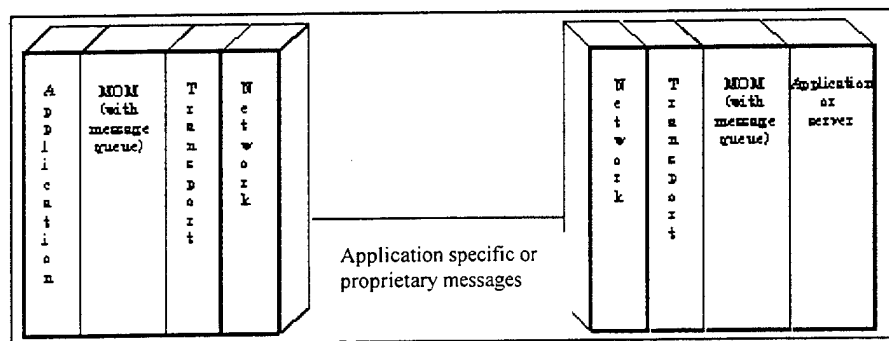 Application
MOM
(with
message
queue)
Transport
Network
Application specific or
proprietary messages
Network
Transport
MOM
(with
message
queue)
Application
or
server